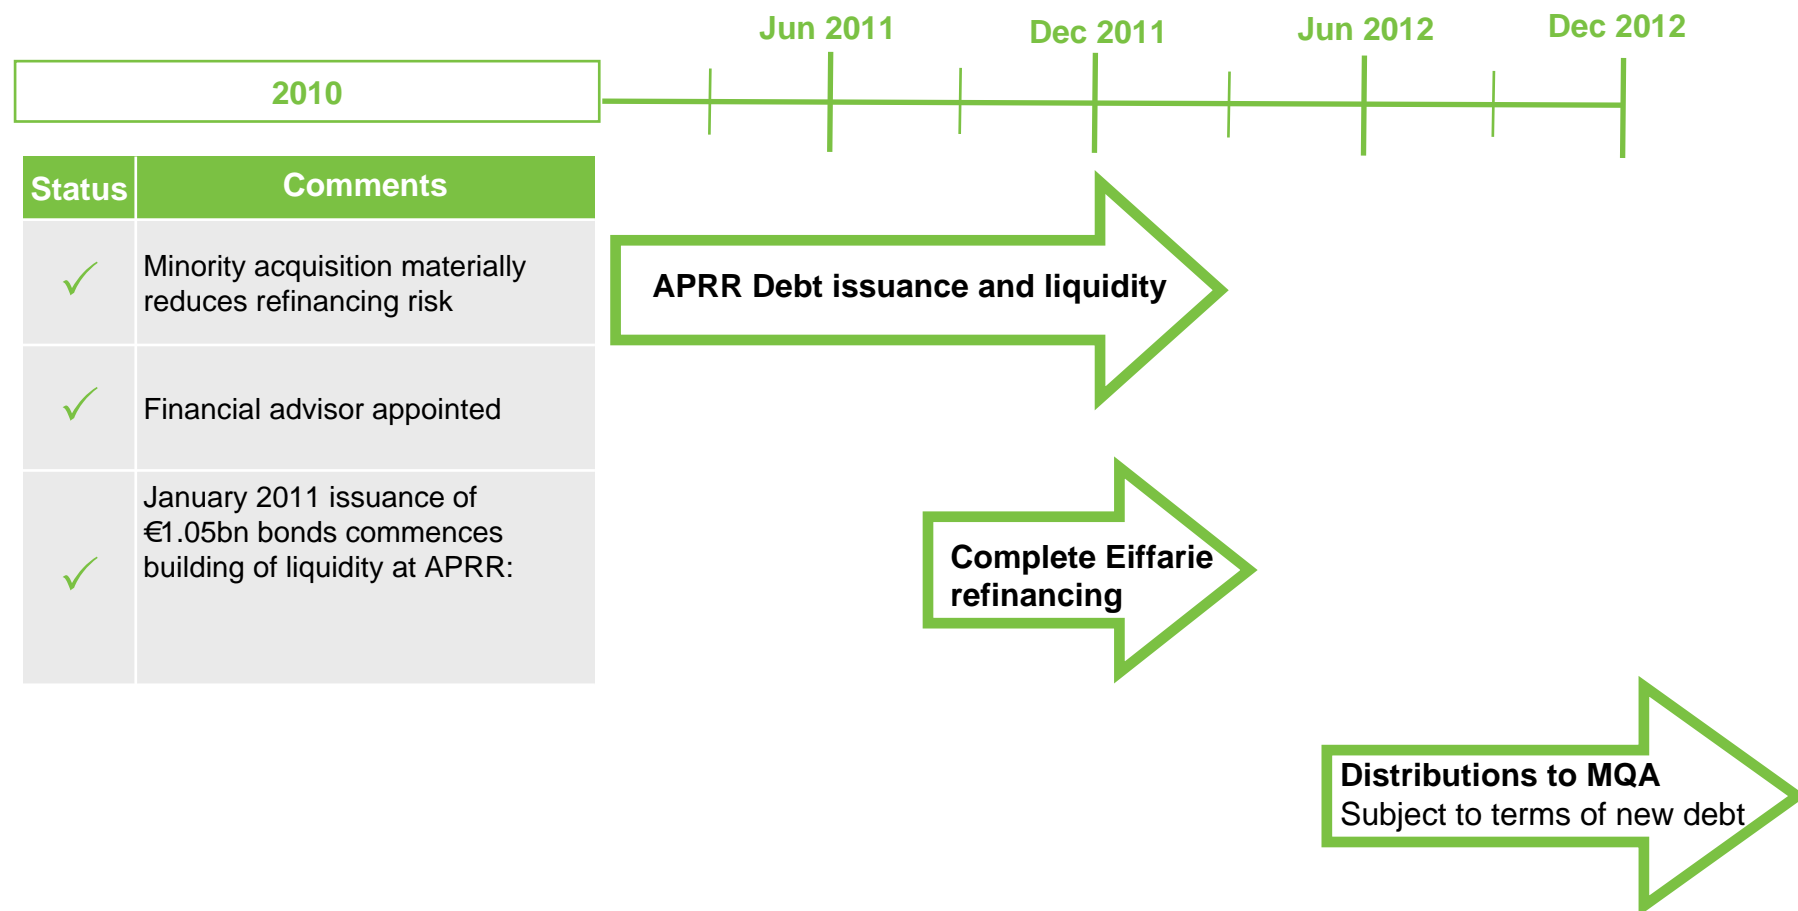 Jun 2011
Dec 2011
Jun 2012
Dec 2012
2010
Status
Comments
✓
Minority acquisition materially
reduces refinancing risk
✓
Financial advisor appointed
✓
January 2011 issuance of
€1.05bn bonds commences
building of liquidity at APRR:
APRR Debt issuance and liquidity
Complete Eiffarie
refinancing
Distributions to MQA
Subject to terms of new debt